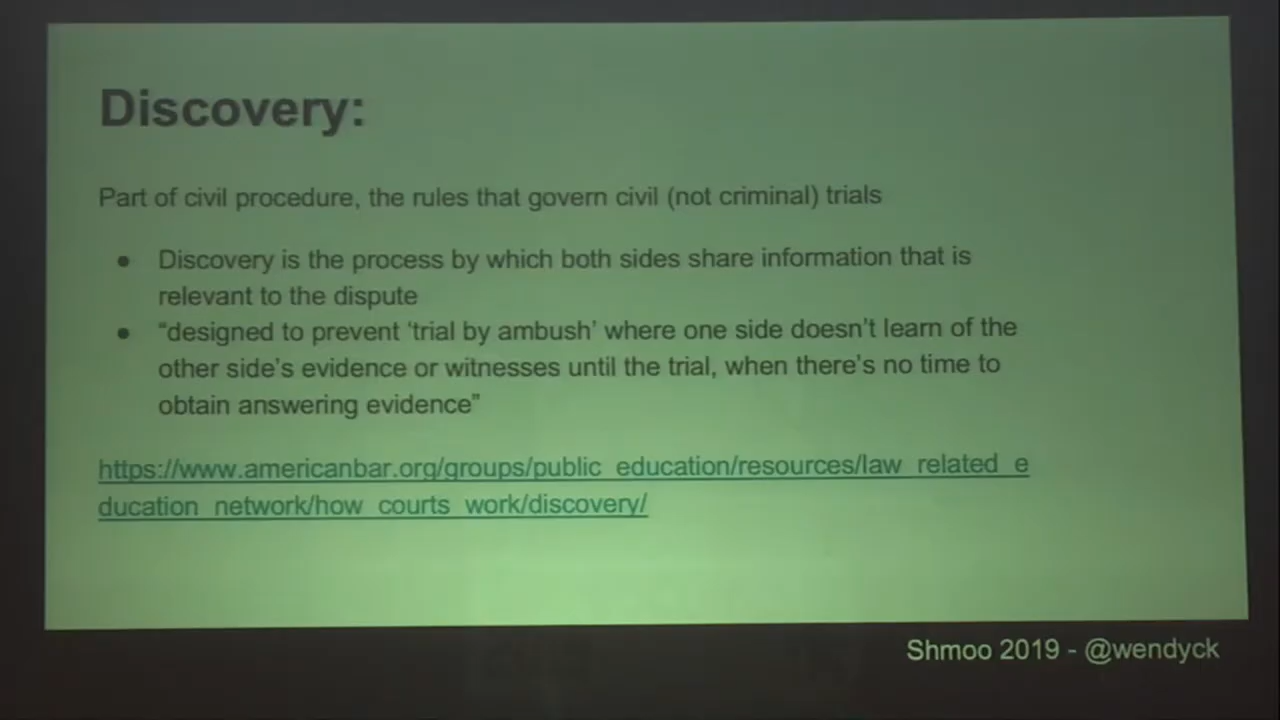 Discovery:
Part of civil procedure, the rules that govern civil (not criminal) trials
● Discovery is the process by which both sides share information that is
relevant to the dispute
● “designed to prevent ‘trial by ambush’ where one side doesn’t learn of the
other side’s evidence or witnesses until the trial, when there’s no time to
obtain answering evidence”
https://www.americanbar.org/groups/public_education/resources/law_related_e
ducation_network/how_courts_work/discovery/
Shmoo 2019 - @wendyck